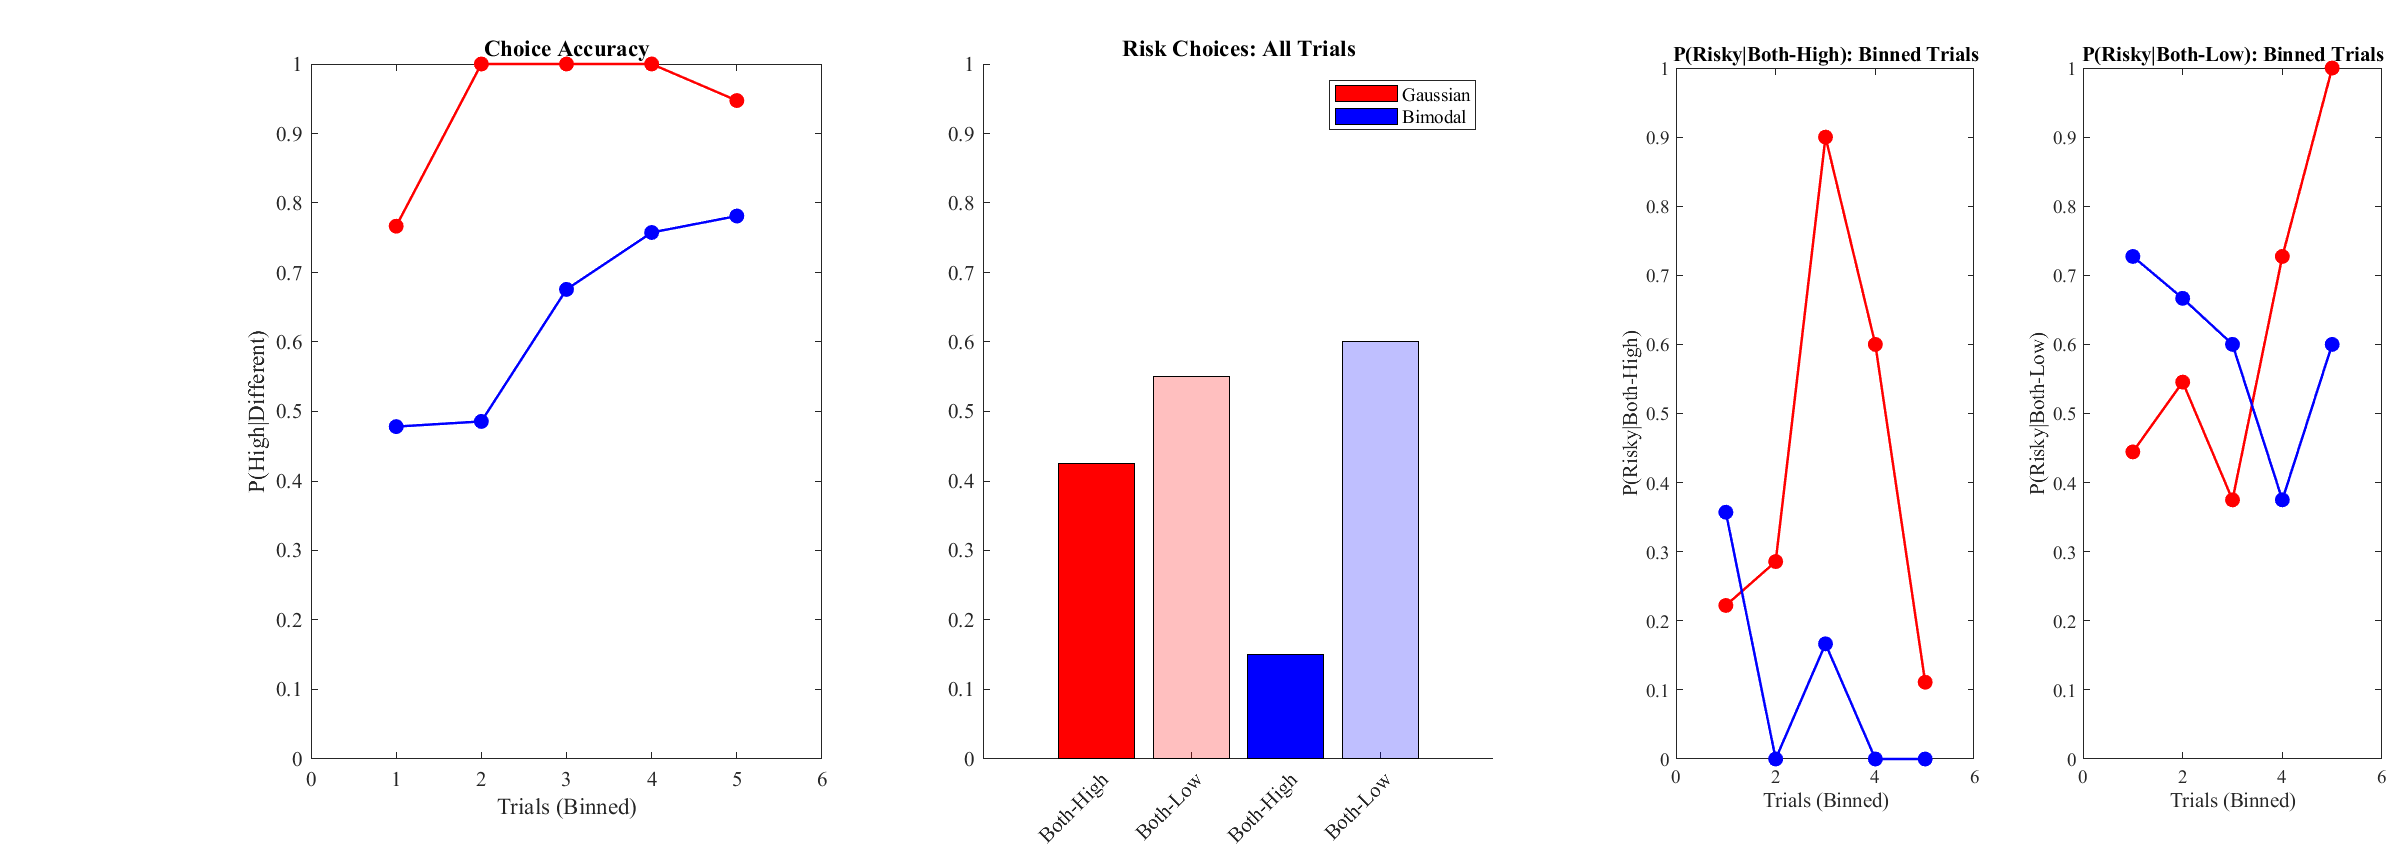 Choice Accuracy
1
0.9
0.8
0.7
0.6
0.5
0.4
0.3
0.2
0.1
0
P(High|Different)
0 1 2 3 4 5 6
Trials (Binned)
Risk Choices: All Trials
Gaussian
Bimodal
1
0.9
0.8
0.7
0.6
0.5
0.4
0.3
0.2
0.1
0
Both-High
Both-Low
Both-High
Both-Low
P(Risky|Both-High): Binned Trials
1
0.9
0.8
0.7
0.6
0.5
0.4
0.3
0.2
0.1
0
P(Risky|Both-High)
0 2 4 6
Trials (Binned)
P(Risky|Both-Low): Binned Trials
1
0.9
0.8
0.7
0.6
0.5
0.4
0.3
0.2
0.1
0
P(Risky|Both-Low)
0 2 4 6
Trials (Binned)